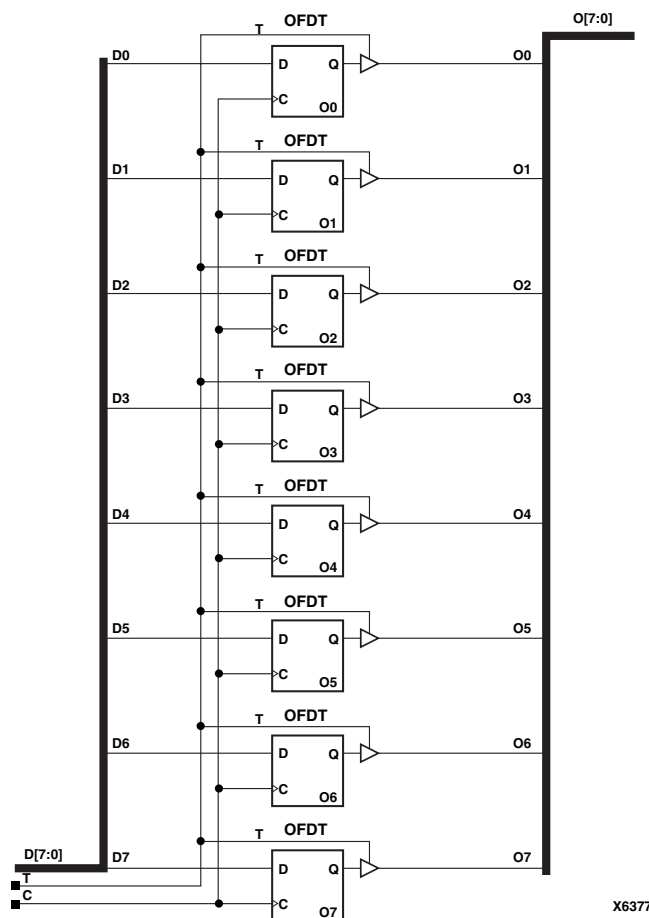 O[7:0]
T OFDT
D0 D Q O0
C
O0
T OFDT
D1 D Q O1
C
O1
T OFDT
D2 D Q O2
C
O2
T OFDT
D3 D Q O3
C
O3
T OFDT
D4 D Q O4
C
O4
T OFDT
D5 D Q O5
C
O5
T OFDT
D6 D Q O6
C
O6
T OFDT
D[7:0] D7 D Q O7
T
C C
O7
X6377